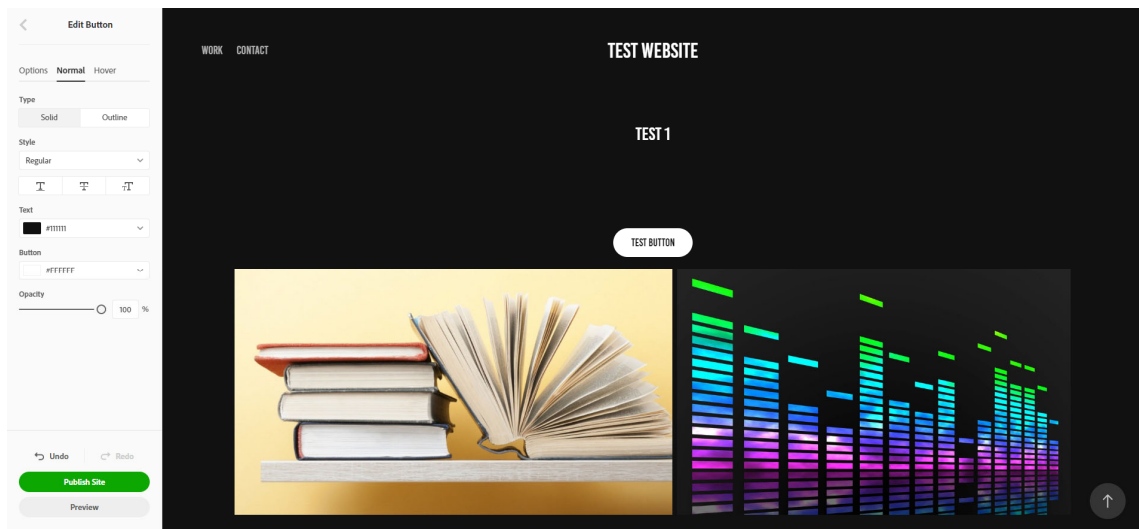 Edit Button
Options Normal Hover
Type
Solid Outline
Style
Regular
T T TT
Text
#111111
Button
#FFFFFF
Opacity
100 %
Undo Redo
Publish Site
Preview
WORK CONTACT
TEST WEBSITE
TEST 1
TEST BUTTON